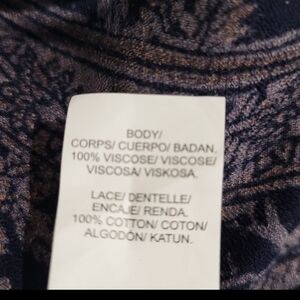 BODY/
CORPS/ CUERPO/ BADAN.
100% VISCOSE/ VISCOSE/
VISCOSA/ VISKOSA.
LACE/ DENTELLE/
ENCAJE/ RENDA.
100% COTTON/ COTON/
ALGODÓN/ KATUN.